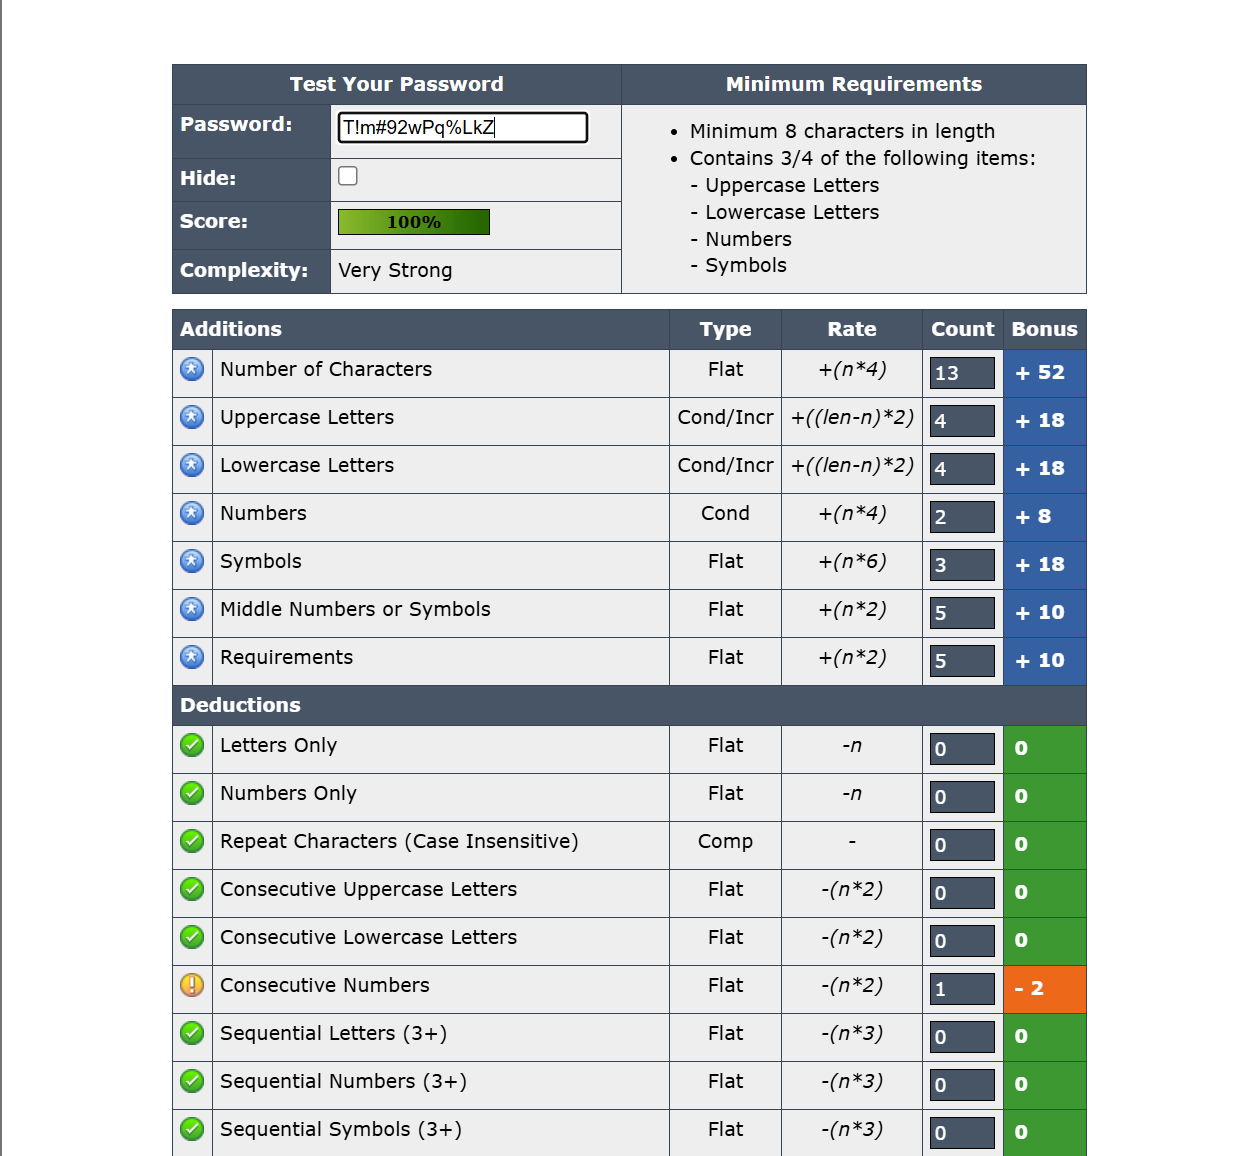 Test Your Password Minimum Requirements
Password: T!m#92wPq%LkZ
Hide:
Score: 100%
Complexity: Very Strong
• Minimum 8 characters in length
• Contains 3/4 of the following items:
- Uppercase Letters
- Lowercase Letters
- Numbers
- Symbols
Additions Type Rate Count Bonus
Number of Characters Flat +(n*4) 13 + 52
Uppercase Letters Cond/Incr +((len-n)*2) 4 + 18
Lowercase Letters Cond/Incr +((len-n)*2) 4 + 18
Numbers Cond +(n*4) 2 + 8
Symbols Flat +(n*6) 3 + 18
Middle Numbers or Symbols Flat +(n*2) 5 + 10
Requirements Flat +(n*2) 5 + 10
Deductions
Letters Only Flat -n 0 0
Numbers Only Flat -n 0 0
Repeat Characters (Case Insensitive) Comp - 0 0
Consecutive Uppercase Letters Flat -(n*2) 0 0
Consecutive Lowercase Letters Flat -(n*2) 0 0
Consecutive Numbers Flat -(n*2) 1 - 2
Sequential Letters (3+) Flat -(n*3) 0 0
Sequential Numbers (3+) Flat -(n*3) 0 0
Sequential Symbols (3+) Flat -(n*3) 0 0